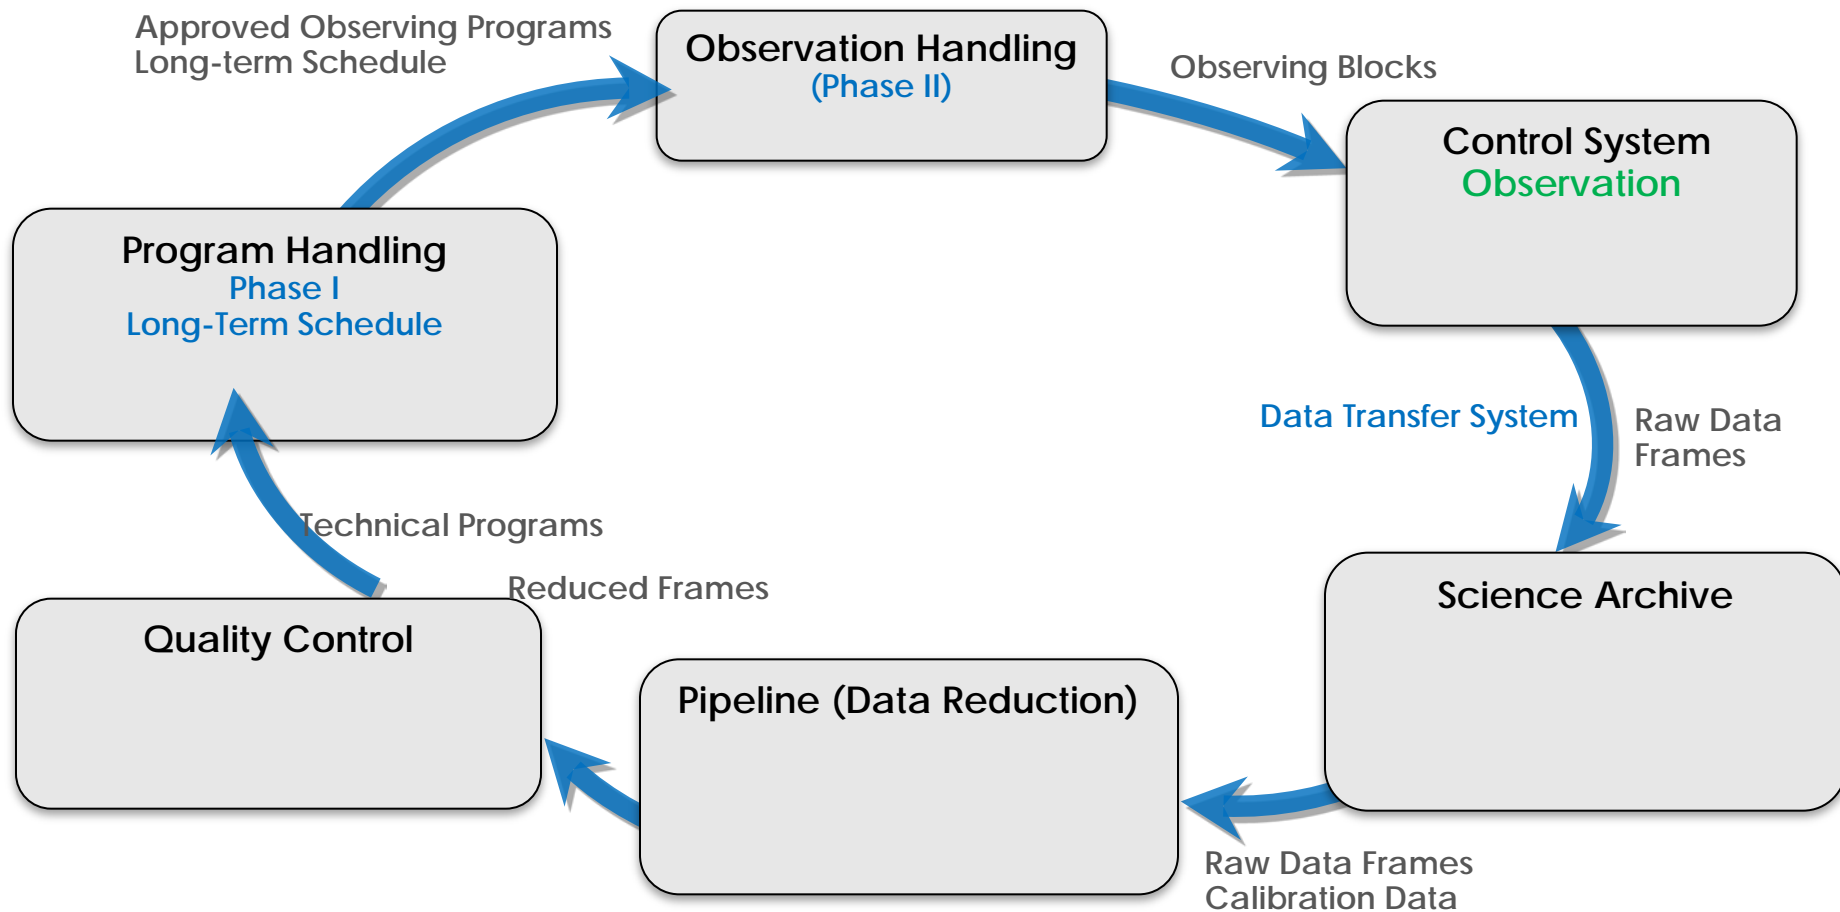 Approved Observing Programs
Long-term Schedule
Observation Handling
(Phase II)
Observing Blocks
Control System
Observation
Program Handling
Phase I
Long-Term Schedule
Data Transfer System
Raw Data
Frames
Technical Programs
Reduced Frames
Science Archive
Quality Control
Pipeline (Data Reduction)
Raw Data Frames
Calibration Data